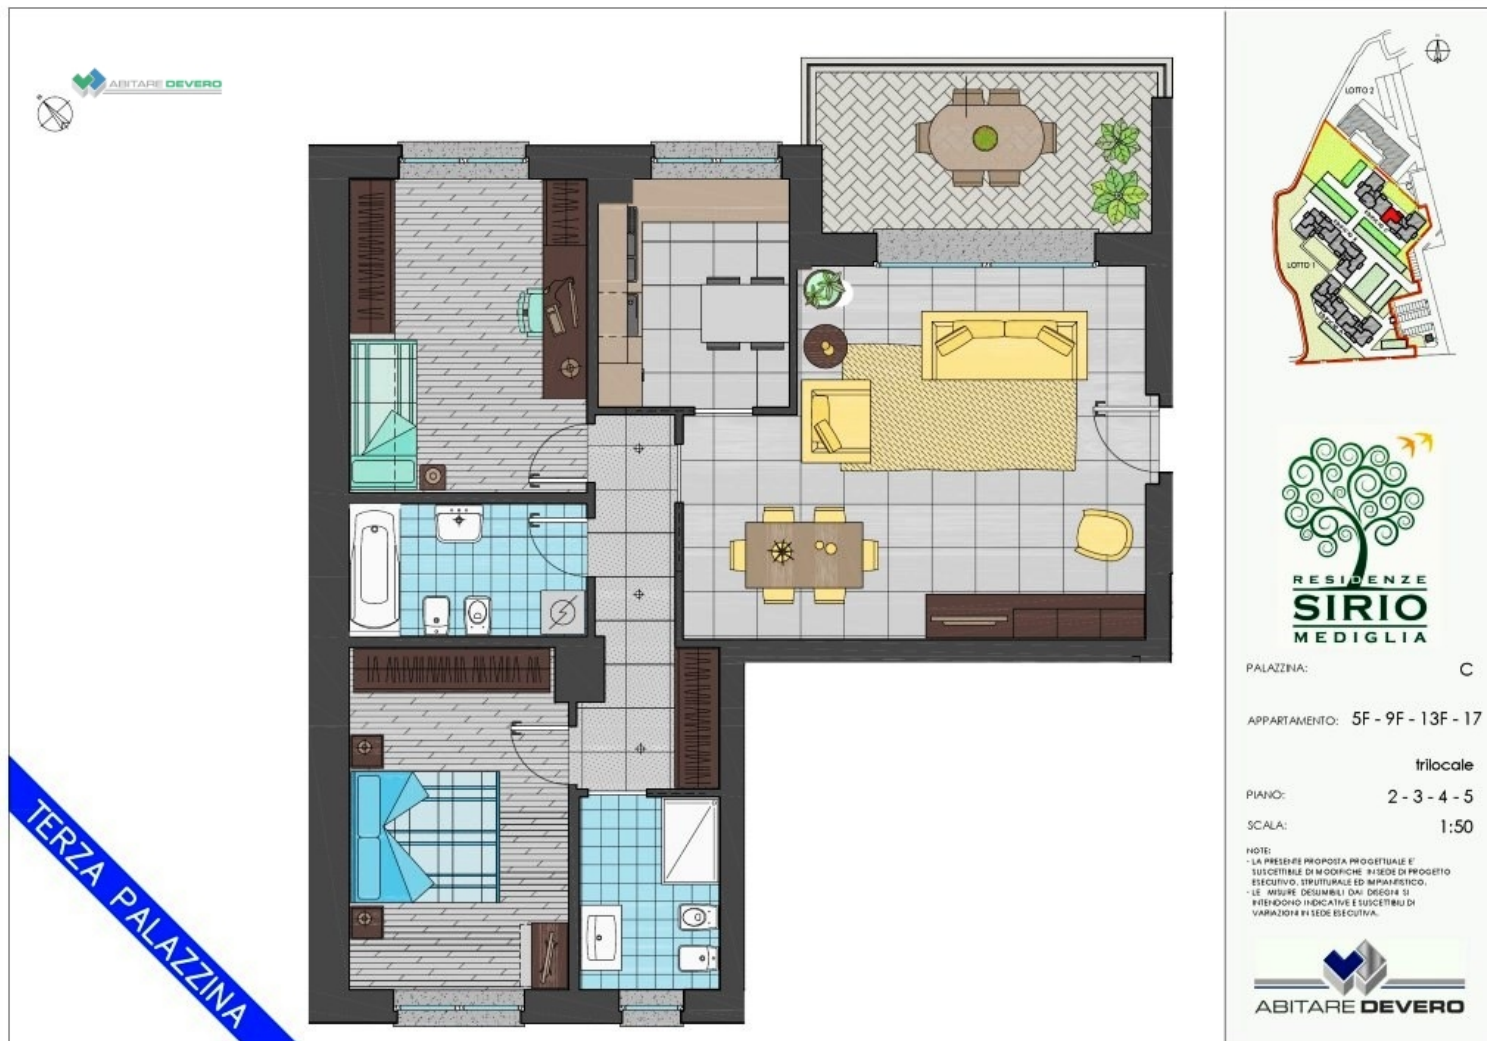 ABITARE DEVERO
TERZA PALAZZINA
LOTTO 2
LOTTO 1
RESIDENZE
SIRIO
MEDIGLIA
PALAZZINA: C
APPARTAMENTO: 5F - 9F - 13F - 17
trilocale
PIANO: 2 - 3 - 4 - 5
SCALA: 1:50
NOTE:
- LA PRESENTE PROPOSTA PROGETTUALE E'
SUSCETTIBILE DI MODIFICHE IN SEDE DI PROGETTO
ESECUTIVO, STRUTTURALE ED IMPIANTISTICO.
- LE MISURE DESUMIBILI DAI DISEGNI SI
INTENDONO INDICATIVE E SUSCETTIBILI DI
VARIAZIONI IN SEDE ESECUTIVA.
ABITARE DEVERO